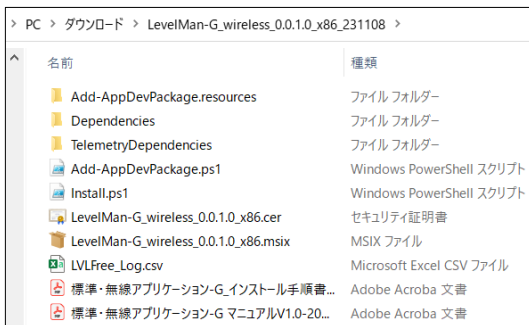 > PC > ダウンロード > LevelMan-G_wireless_0.0.1.0_x86_231108 >
名前 種類
Add-AppDevPackage.resources ファイル フォルダー
Dependencies ファイル フォルダー
TelemetryDependencies ファイル フォルダー
Add-AppDevPackage.ps1 Windows PowerShell スクリプト
Install.ps1 Windows PowerShell スクリプト
LevelMan-G_wireless_0.0.1.0_x86.cer セキュリティ証明書
LevelMan-G_wireless_0.0.1.0_x86.msix MSIX ファイル
LVLFree_Log.csv Microsoft Excel CSV ファイル
標準・無線アプリケーション-G_インストール手順書... Adobe Acroba 文書
標準・無線アプリケーション-G マニュアルV1.0-20... Adobe Acroba 文書